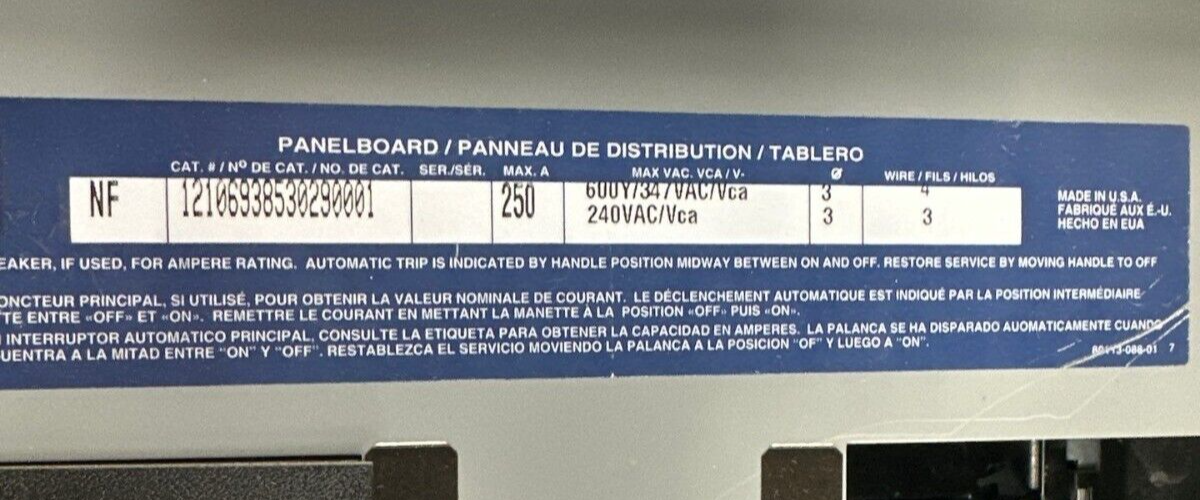 PANELBOARD / PANNEAU DE DISTRIBUTION / TABLERO
CAT. # / Nº DE CAT. / NO. DE CAT. SER./SÉR. MAX. A MAX VAC. VCA / V- Ø WIRE / FILS / HILOS
NF 12106938530290001 250 600Y/347VAC/Vca 3 4
240VAC/Vca 3 3
MADE IN U.S.A.
FABRIQUÉ AUX É.-U.
HECHO EN EUA
EAKER, IF USED, FOR AMPERE RATING. AUTOMATIC TRIP IS INDICATED BY HANDLE POSITION MIDWAY BETWEEN ON AND OFF. RESTORE SERVICE BY MOVING HANDLE TO OFF
ONCTEUR PRINCIPAL, SI UTILISÉ, POUR OBTENIR LA VALEUR NOMINALE DE COURANT. LE DÉCLENCHEMENT AUTOMATIQUE EST INDIQUÉ PAR LA POSITION INTERMÉDIAIRE
TE ENTRE «OFF» ET «ON». REMETTRE LE COURANT EN METTANT LA MANETTE À LA POSITION «OFF» PUIS «ON».
INTERRUPTOR AUTOMATICO PRINCIPAL, CONSULTE LA ETIQUETA PARA OBTENER LA CAPACIDAD EN AMPERES. LA PALANCA SE HA DISPARADO AUOMATICAMENTE CUANDO
UENTRA A LA MITAD ENTRE "ON" Y "OFF". RESTABLEZCA EL SERVICIO MOVIENDO LA PALANCA A LA POSICION "OF" Y LUEGO A "ON".
7